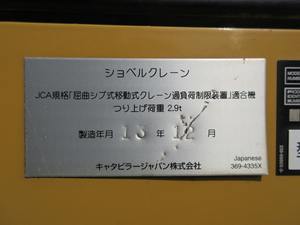 ショベルクレーン
JCA規格「屈曲ジブ式移動式クレーン過負荷制限装置」適合機
つり上げ荷重 2.9t
製造年月 13 年 12 月
キャタピラージャパン株式会社
Japanese
369-4335X